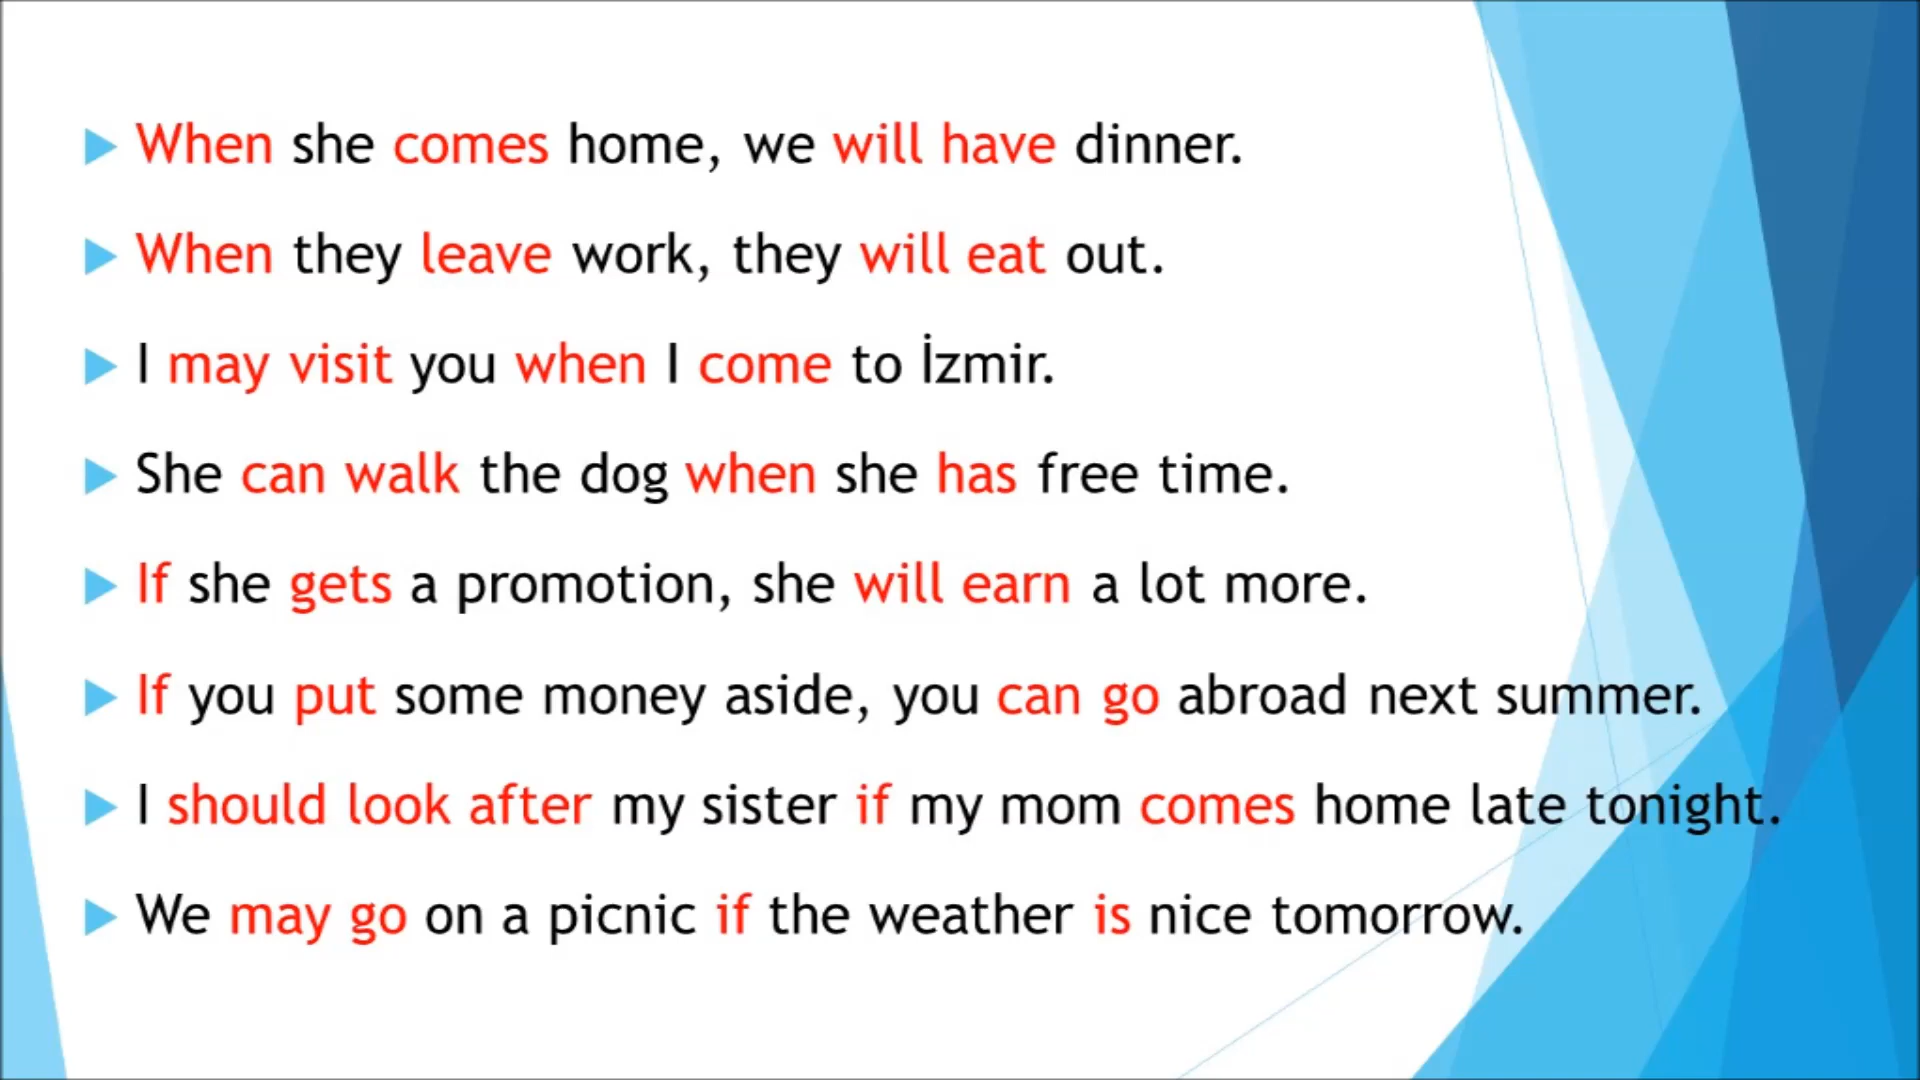 When she comes home, we will have dinner.
When they leave work, they will eat out.
I may visit you when I come to İzmir.
She can walk the dog when she has free time.
If she gets a promotion, she will earn a lot more.
If you put some money aside, you can go abroad next summer.
I should look after my sister if my mom comes home late tonight.
We may go on a picnic if the weather is nice tomorrow.